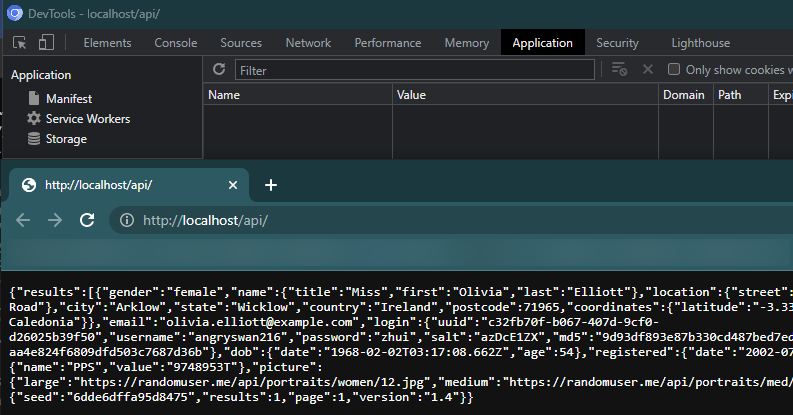 DevTools - localhost/api/
Elements Console Sources Network Performance Memory Application Security Lighthouse
Application
Filter
Only show cookies w
Manifest
Service Workers
Storage
Name Value Domain Path Expi
http://localhost/api/
http://localhost/api/
{"results":[{"gender":"female","name":{"title":"Miss","first":"Olivia","last":"Elliott"},"location":{"street":
Road"},"city":"Arklow","state":"Wicklow","country":"Ireland","postcode":71965,"coordinates":{"latitude":"-3.33
Caledonia"}},"email":"olivia.elliott@example.com","login":{"uuid":"c32fb70f-b067-407d-9cf0-
d26025b39f50","username":"angryswan216","password":"zhui","salt":"azDcE1ZX","md5":"9d93df893e87b330cd487bed7ed
aa4e824f6809dfd503c7687d36b"},"dob":{"date":"1968-02-02T03:17:08.662Z","age":54},"registered":{"date":"2002-07
{"name":"PPS","value":"9748953T"},"picture":
{"large":"https://randomuser.me/api/portraits/women/12.jpg","medium":"https://randomuser.me/api/portraits/med/
{"seed":"6dde6dffa95d8475","results":1,"page":1,"version":"1.4"}}